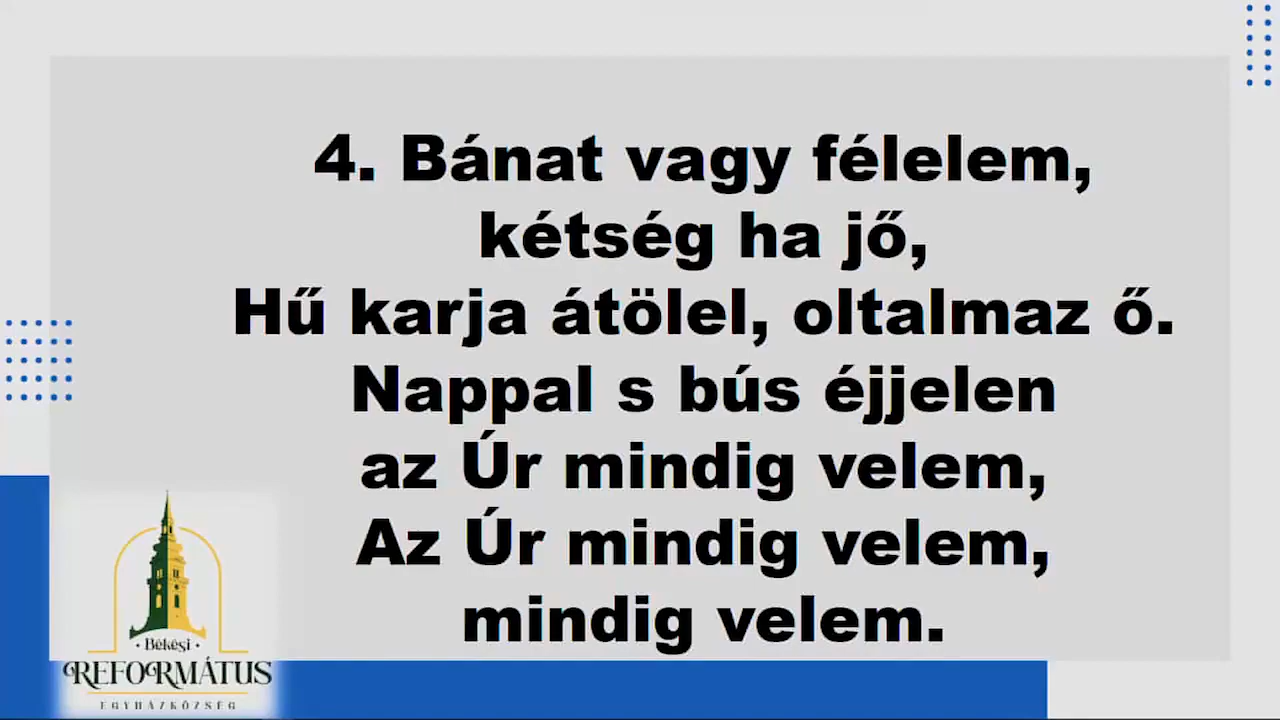 4. Bánat vagy félelem,
kétség ha jő,
Hű karja átölel, oltalmaz ő.
Nappal s bús éjjelen
az Úr mindig velem,
Az Úr mindig velem,
mindig velem.
· Békési ·
REFORMÁTUS
EGYHÁZKÖZSÉG